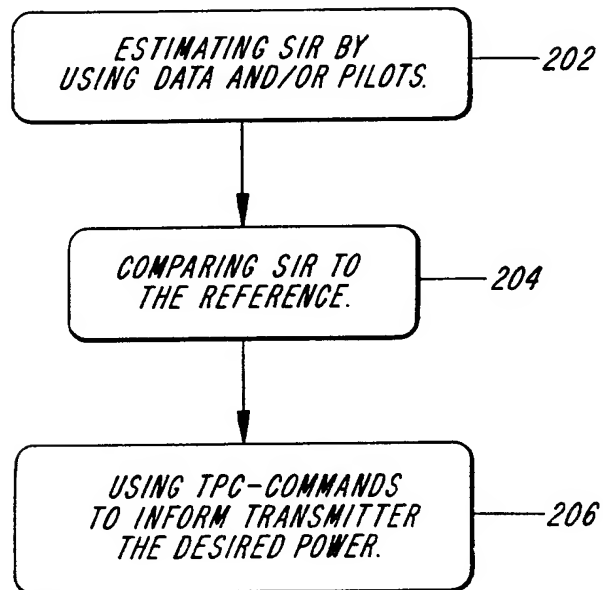 ESTIMATING SIR BY
USING DATA AND/OR PILOTS.
202
COMPARING SIR TO
THE REFERENCE.
204
USING TPC-COMMANDS
TO INFORM TRANSMITTER
THE DESIRED POWER.
206